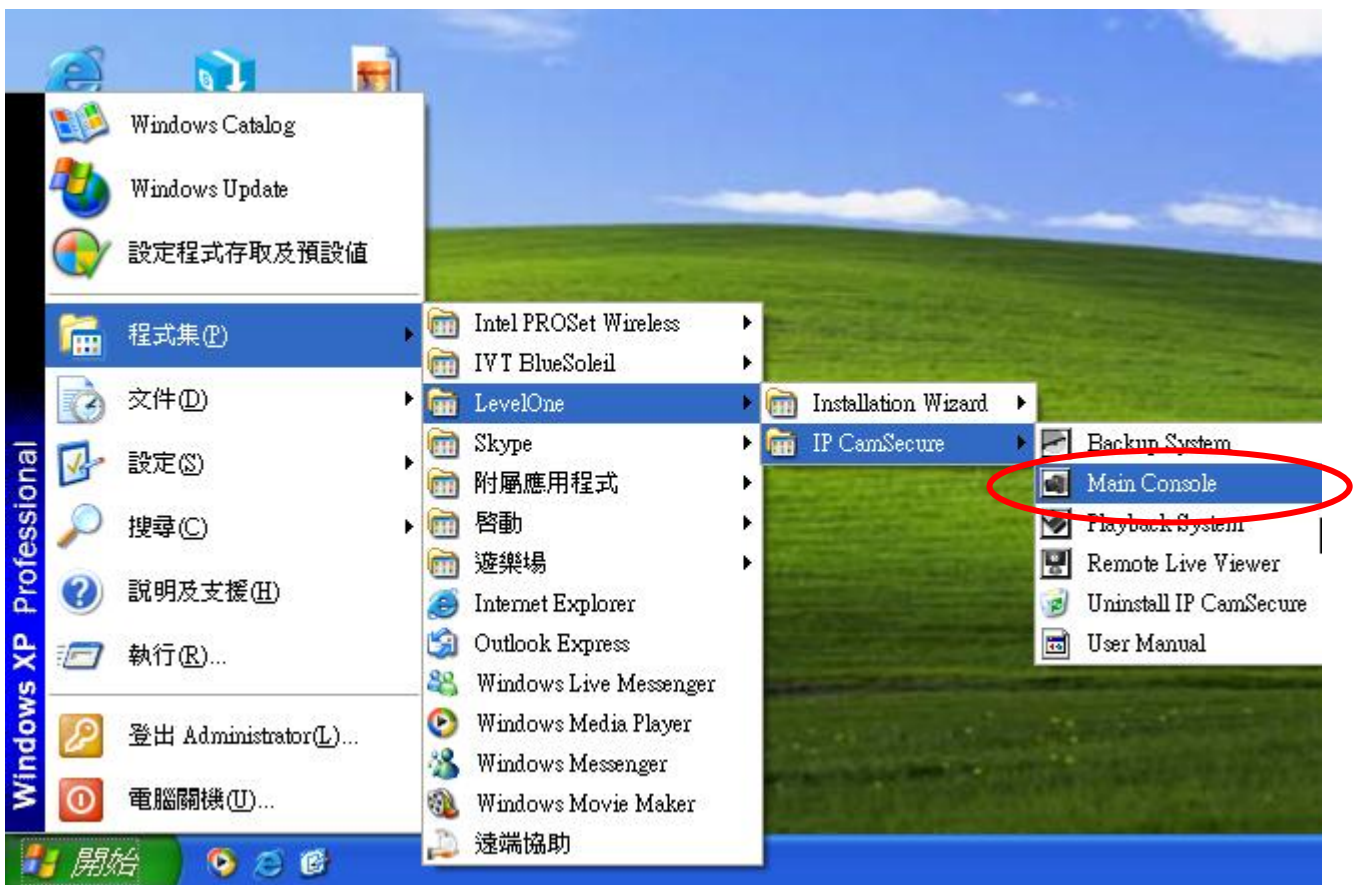 Windows Catalog
Windows Update
設定程式存取及預設值
程式集(P)
文件(D)
設定(S)
搜尋(C)
說明及支援(H)
執行(R)...
登出 Administrator(L)...
電腦關機(U)...
Windows XP Professional
Intel PROSet Wireless
IVT BlueSoleil
LevelOne
Skype
附屬應用程式
啓動
遊樂場
Internet Explorer
Outlook Express
Windows Live Messenger
Windows Media Player
Windows Messenger
Windows Movie Maker
遠端協助
Installation Wizard
IP CamSecure
Backup System
Main Console
Playback System
Remote Live Viewer
Uninstall IP CamSecure
User Manual
開始